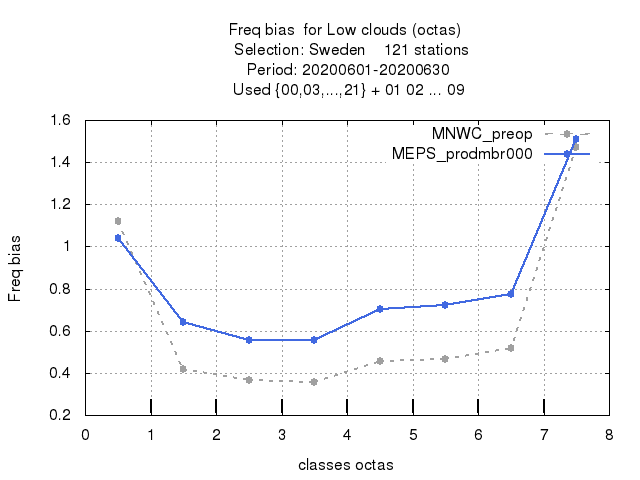 Freq bias  for Low clouds (octas)
Selection: Sweden    121 stations
Period: 20200601-20200630
Used {00,03,...,21} + 01 02 ... 09
MNWC_preop
MEPS_prodmbr000
Freq bias
1.6
1.4
1.2
1
0.8
0.6
0.4
0.2
0 1 2 3 4 5 6 7 8
classes octas